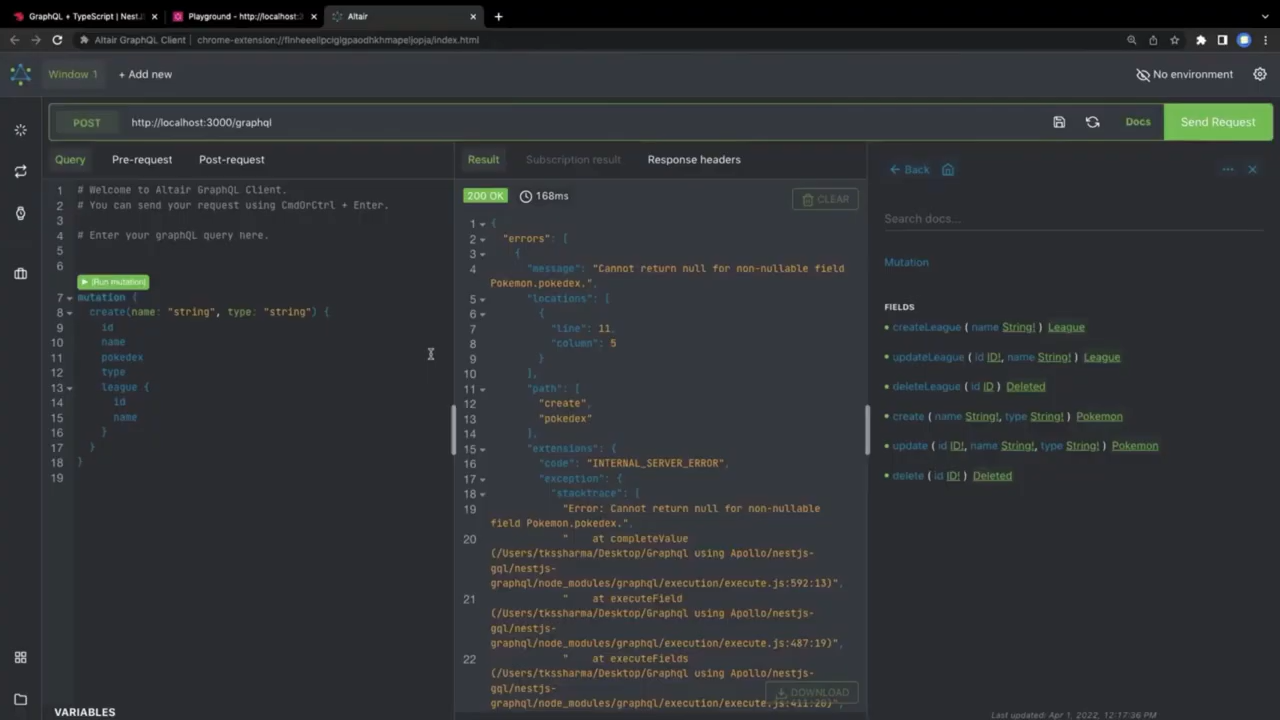 GraphQL + TypeScript | Nest
Playground - http://localhost:
Altair
Altair GraphQL Client
Window 1
+ Add new
No environment
POST
http://localhost:3000/graphql
Docs
Send Request
Query
Pre-request
Post-request
Result
Subscription result
Response headers
Back
1 # Welcome to Altair GraphQL Client.
2 # You can send your request using CmdOrCtrl + Enter.
3
4 # Enter your graphQL query here.
5
6
(Run mutation)
7 mutation {
8 create(name: "string", type: "string") {
9 id
10 name
11 pokedex
12 type
13 league {
14 id
15 name
16 }
17 }
18 }
19
VARIABLES
200 OK
168ms
CLEAR
1 {
2 "errors": [
3 {
4 "message": "Cannot return null for non-nullable field
Pokemon.pokedex.",
5 "locations": [
6 {
7 "line": 11,
8 "column": 5
9 }
10 ],
11 "path": [
12 "create",
13 "pokedex"
14 ],
15 "extensions": {
16 "code": "INTERNAL_SERVER_ERROR",
17 "exception": {
18 "stacktrace": [
19 "Error: Cannot return null for non-nullable
field Pokemon.pokedex.",
20 " at completeValue
(/Users/tkssharma/Desktop/Graphql using Apollo/nestjs-
gql/nestjs-
graphql/node_modules/graphql/execution/execute.js:592:13)",
21 " at executeField
(/Users/tkssharma/Desktop/Graphql using Apollo/nestjs-
gql/nestjs-
graphql/node_modules/graphql/execution/execute.js:487:19)",
22 " at executeFields
(/Users/tkssharma/Desktop/Graphql using Apollo/nestjs-
gql/nestjs-
graphql/node_modules/graphql/execution/execute.js:411:20)",
DOWNLOAD
Search docs...
Mutation
FIELDS
createLeague ( name String! ) League
updateLeague ( id ID!, name String! ) League
deleteLeague ( id ID ) Deleted
create ( name String!, type String! ) Pokemon
update ( id ID!, name String!, type String! ) Pokemon
delete ( id ID! ) Deleted
Last updated: Apr 1, 2022, 12:17:36 PM